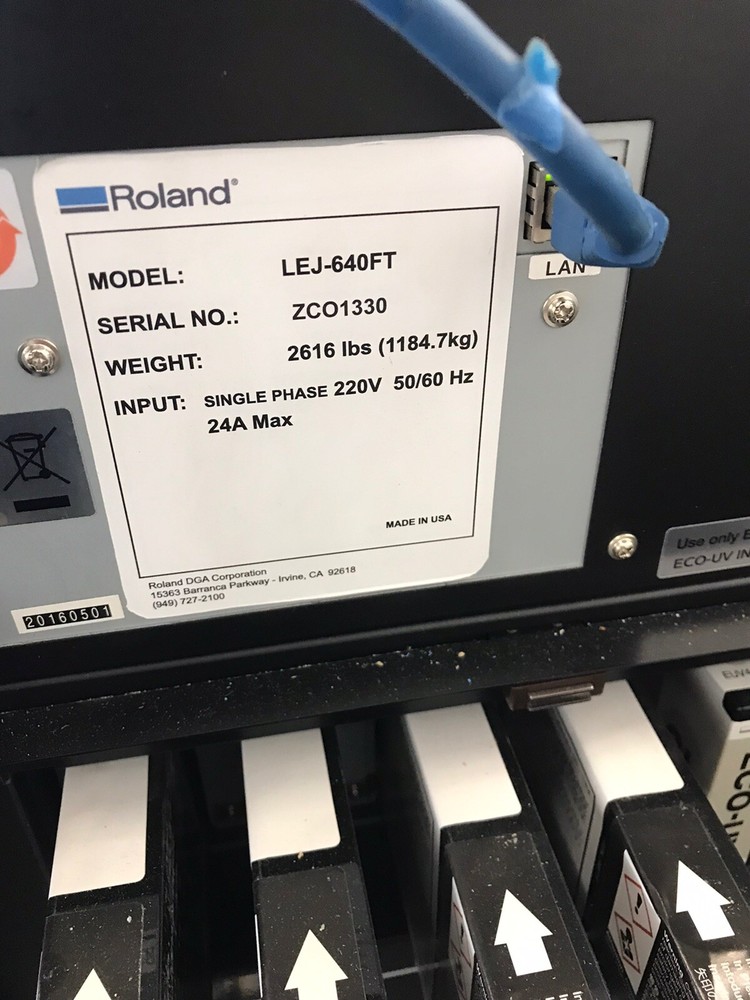 Roland®
MODEL: LEJ-640FT
SERIAL NO.: ZCO1330
WEIGHT: 2616 lbs (1184.7kg)
INPUT: SINGLE PHASE 220V 50/60 Hz
24A Max
MADE IN USA
Roland DGA Corporation
15363 Barranca Parkway - Irvine, CA 92618
(949) 727-2100
20160501
LAN
Use only
ECO-UV IN